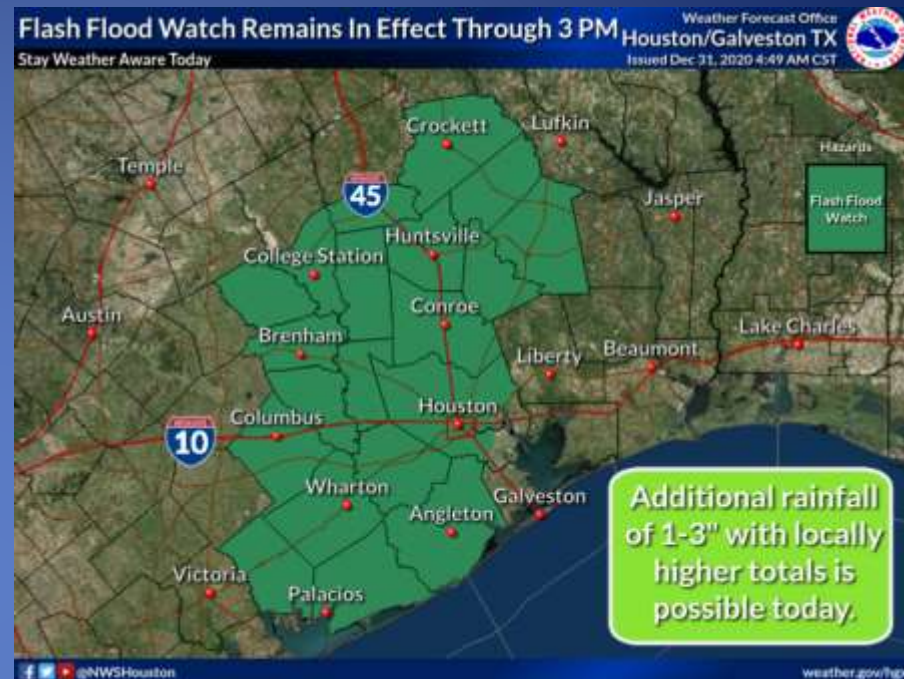 Flash Flood Watch Remains In Effect Through 3 PM
Weather Forecast Office
Houston/Galveston TX
Stay Weather Aware Today
Issued Dec 31, 2020 4:49 AM CST
Crockett
Lufkin
Hazards
Temple
45
Jasper
Flash Flood
Watch
Huntsville
College Station
Conroe
Austin
Brenham
Lake Charles
Liberty
Beaumont
Houston
Columbus
10
Wharton
Galveston
Angleton
Additional rainfall
of 1-3" with locally
higher totals is
possible today.
Victoria
Palacios
@NWSHouston
weather.gov/hgx